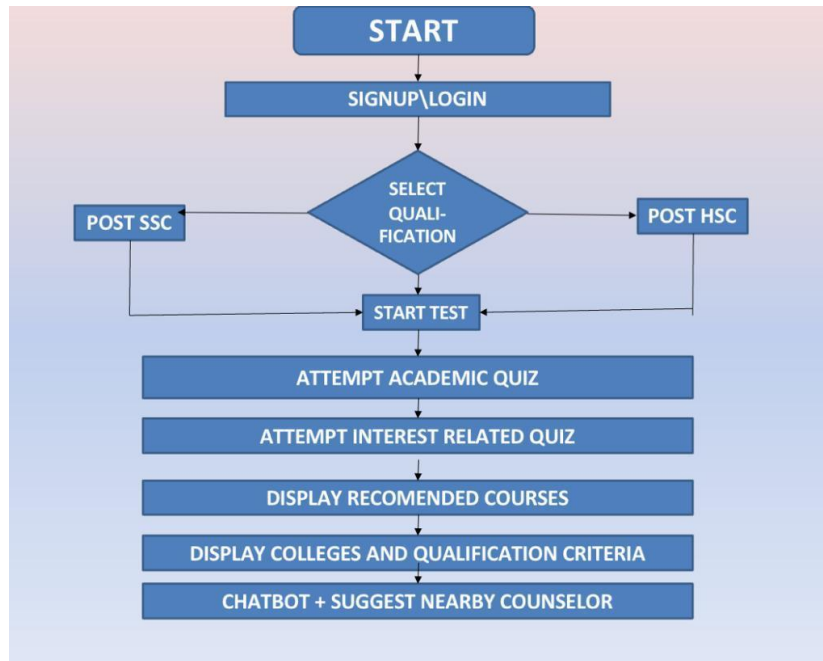 START
SIGNUP\LOGIN
SELECT
QUALI-
FICATION
POST SSC
POST HSC
START TEST
ATTEMPT ACADEMIC QUIZ
ATTEMPT INTEREST RELATED QUIZ
DISPLAY RECOMENDED COURSES
DISPLAY COLLEGES AND QUALIFICATION CRITERIA
CHATBOT + SUGGEST NEARBY COUNSELOR